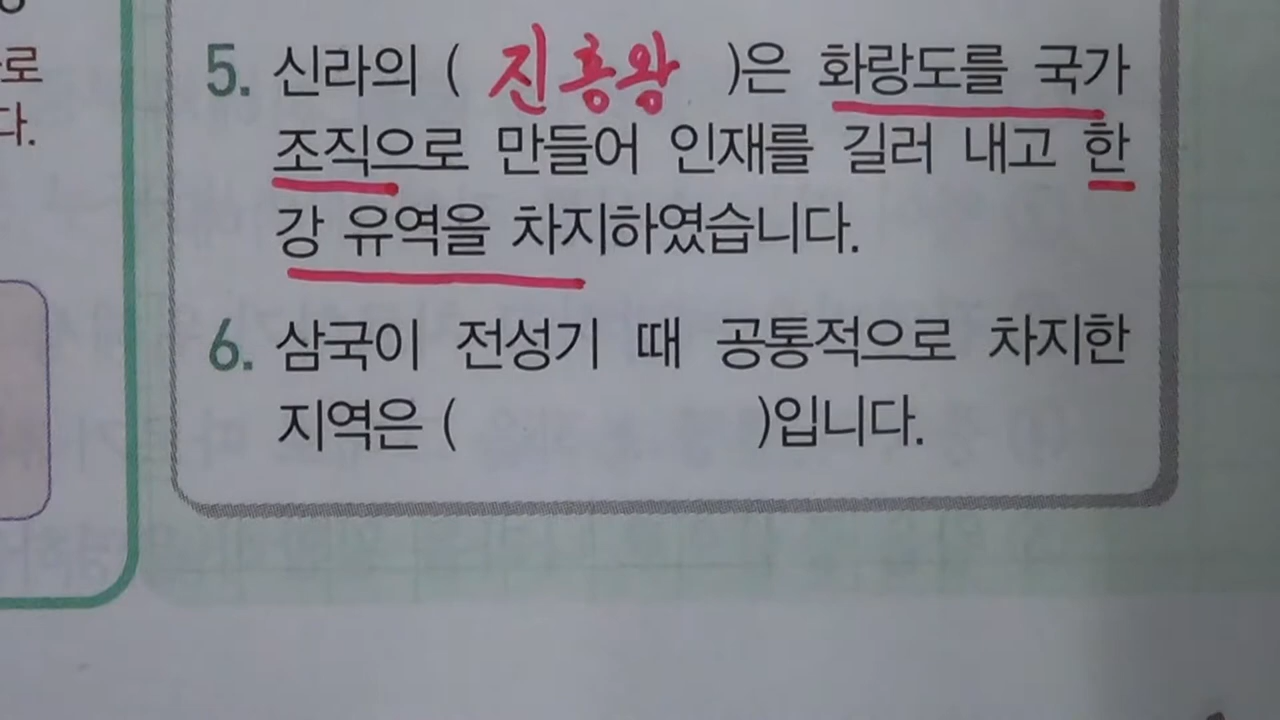 로
다.
5. 신라의 ( 진흥왕 )은 화랑도를 국가
조직으로 만들어 인재를 길러 내고 한
강 유역을 차지하였습니다.
6. 삼국이 전성기 때 공통적으로 차지한
지역은 ( )입니다.